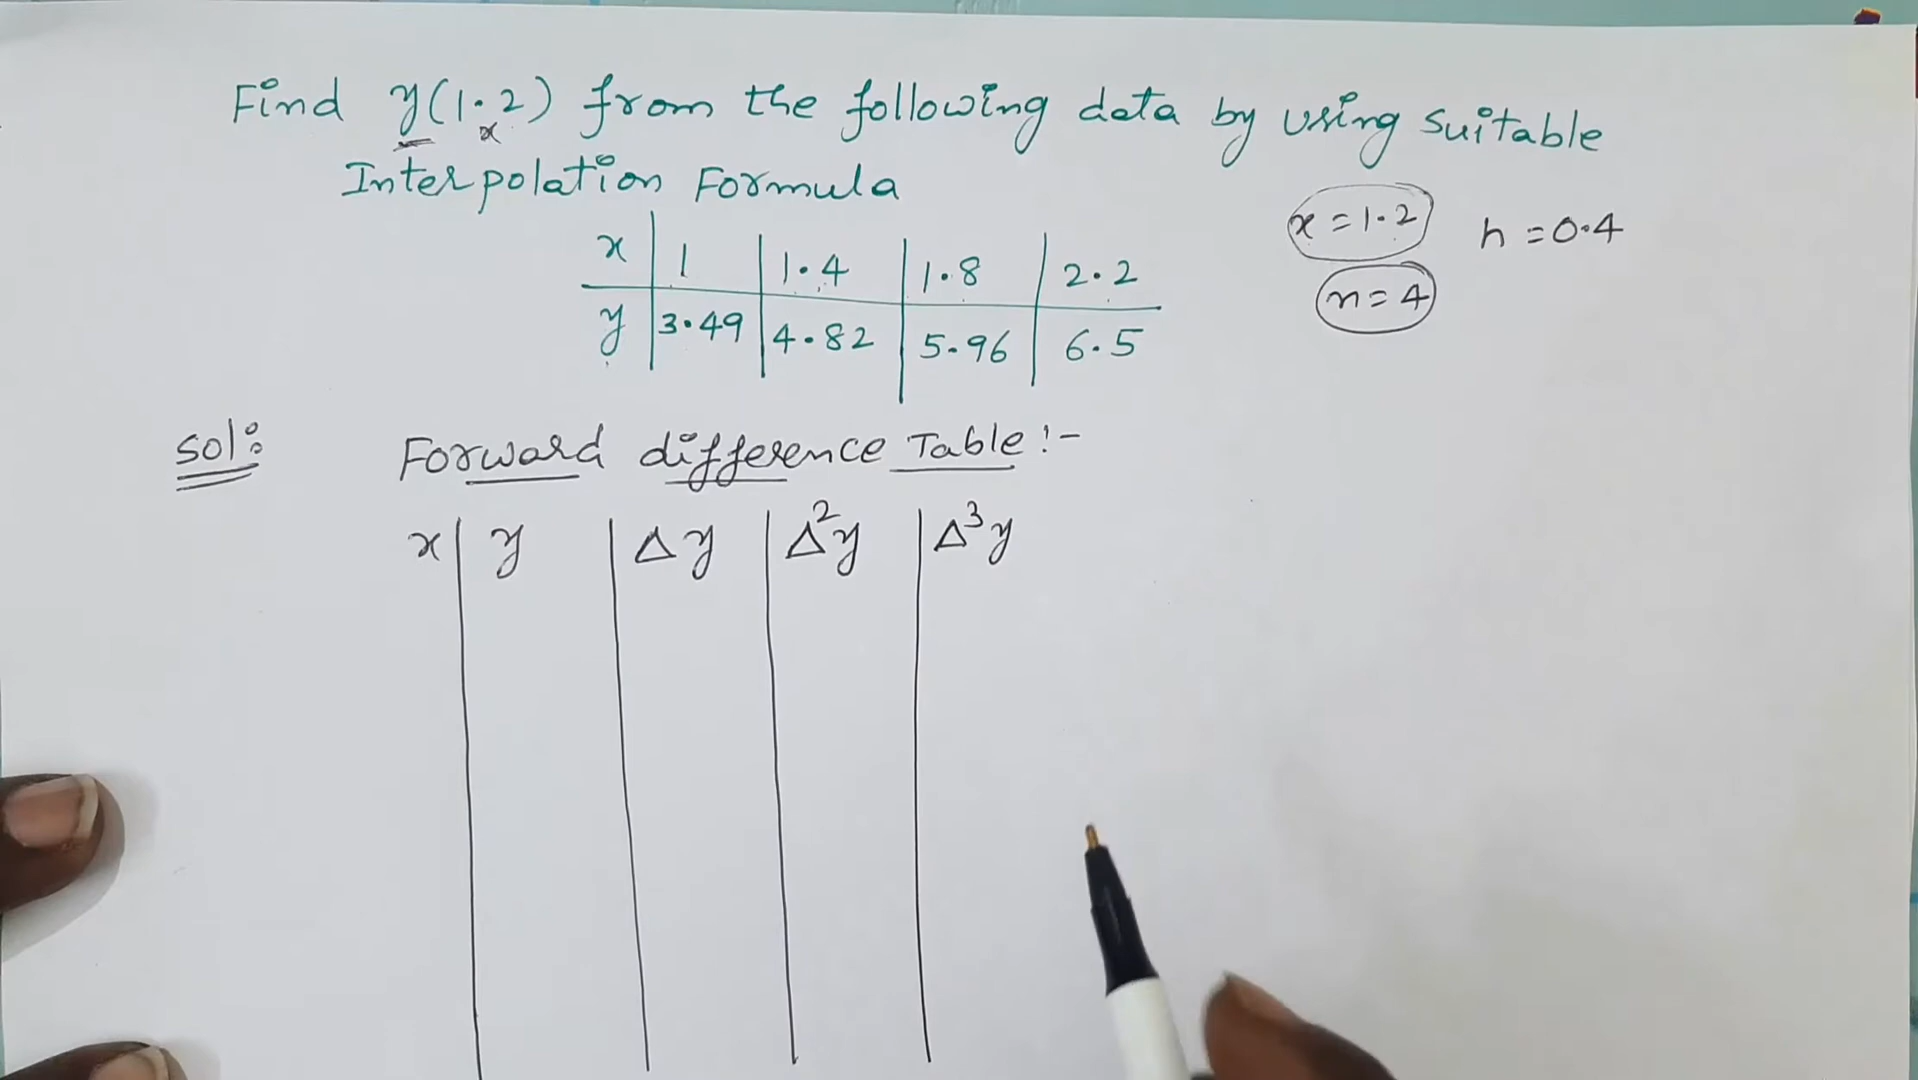 Find y(1.2) from the following data by using suitable
x
Interpolation Formula
x = 1.2 h = 0.4
n = 4
x 1 1.4 1.8 2.2
y 3.49 4.82 5.96 6.5
sol:
Forward difference Table:-
x y Δy Δ²y Δ³y